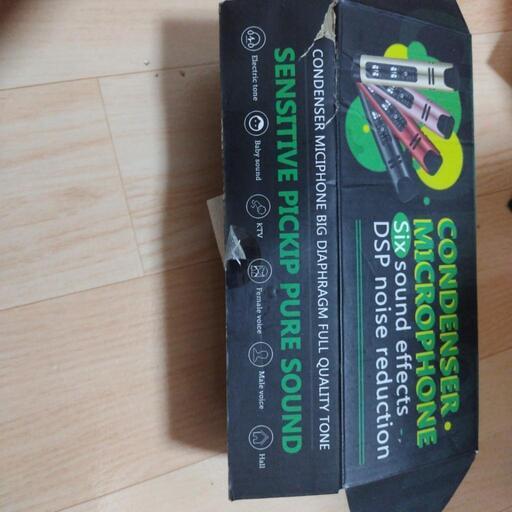 CONDENSER
MICROPHONE
Six sound effects
DSP noise reduction
CONDENSER MICIPHONE BIG DIAPHRAGM FULL QUALITY TONE
SENSITIVE PICKIP PURE SOUND
Electric tone
Baby sound
KTV
Female voice
Male voice
Hall